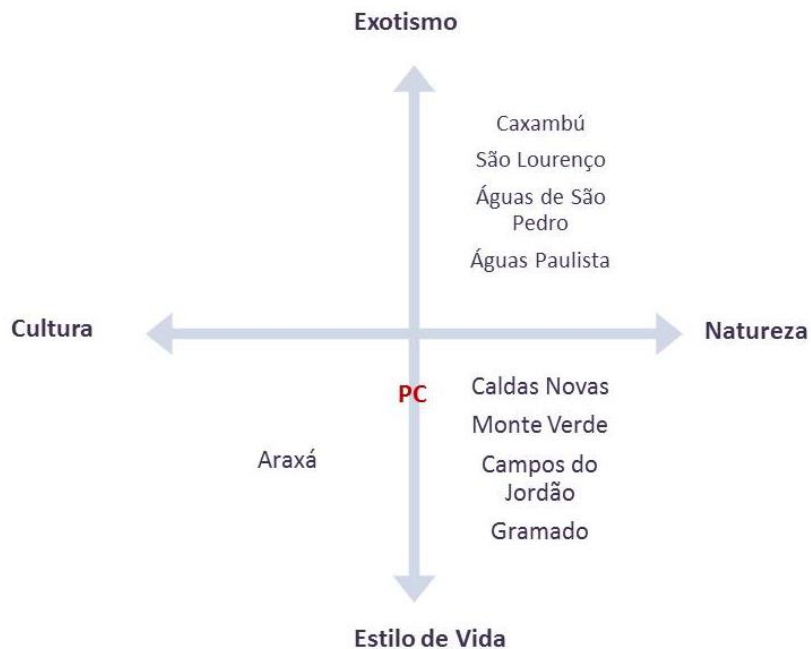 Exotismo
Caxambú
São Lourenço
Águas de São
Pedro
Águas Paulista
Cultura
Natureza
PC
Caldas Novas
Monte Verde
Araxá
Campos do
Jordão
Gramado
Estilo de Vida